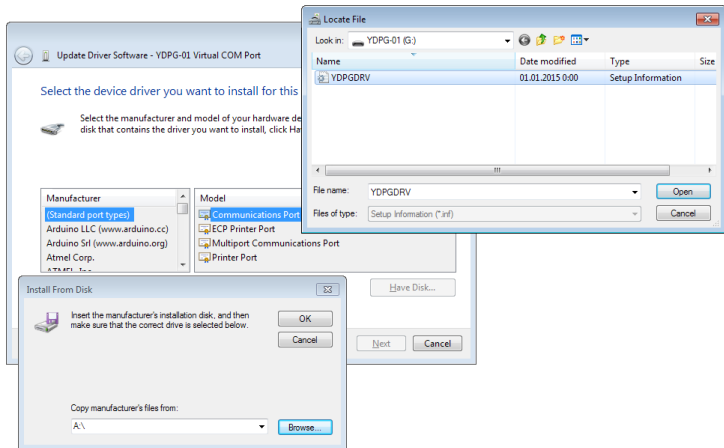 Locate File
Look in:
YDPG-01 (G:)
Name
Date modified
Type
Size
YDPGDRV
01.01.2015 0:00
Setup Information
File name:
YDPGDRV
Open
Files of type:
Setup Information (*.inf)
Cancel
Update Driver Software - YDPG-01 Virtual COM Port
Select the device driver you want to install for this
Select the manufacturer and model of your hardware de
disk that contains the driver you want to install, click Ha
Manufacturer
(Standard port types)
Arduino LLC (www.arduino.cc)
Arduino Srl (www.arduino.org)
Atmel Corp.
ATMEL, Inc.
Model
Communications Port
ECP Printer Port
Multiport Communications Port
Printer Port
Have Disk...
Next
Cancel
Install From Disk
Insert the manufacturer's installation disk, and then
make sure that the correct drive is selected below.
OK
Cancel
Copy manufacturer's files from:
A:\
Browse...